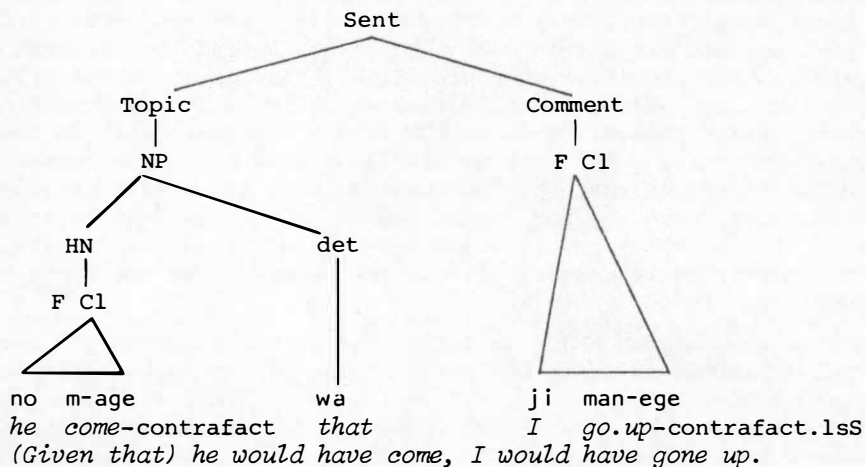 Sent
Topic Comment
NP F Cl
HN det
F Cl
no m-age wa ji man-ege
he come-contrafact that I go.up-contrafact.lsS
(Given that) he would have come, I would have gone up.